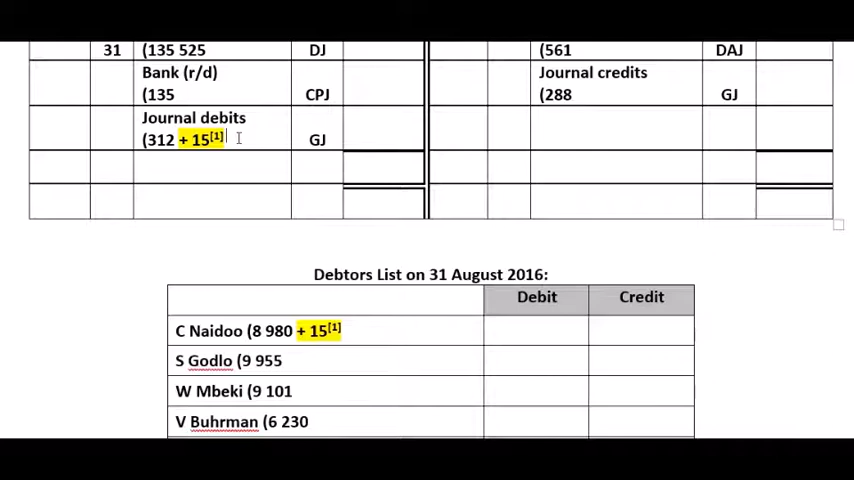 31 (135 525 DJ (561 DAJ
Bank (r/d) Journal credits
(135 CPJ (288 GJ
Journal debits
(312 + 15[1] GJ
Debtors List on 31 August 2016:
Debit Credit
C Naidoo (8 980 + 15[1]
S Godlo (9 955
W Mbeki (9 101
V Buhrman (6 230